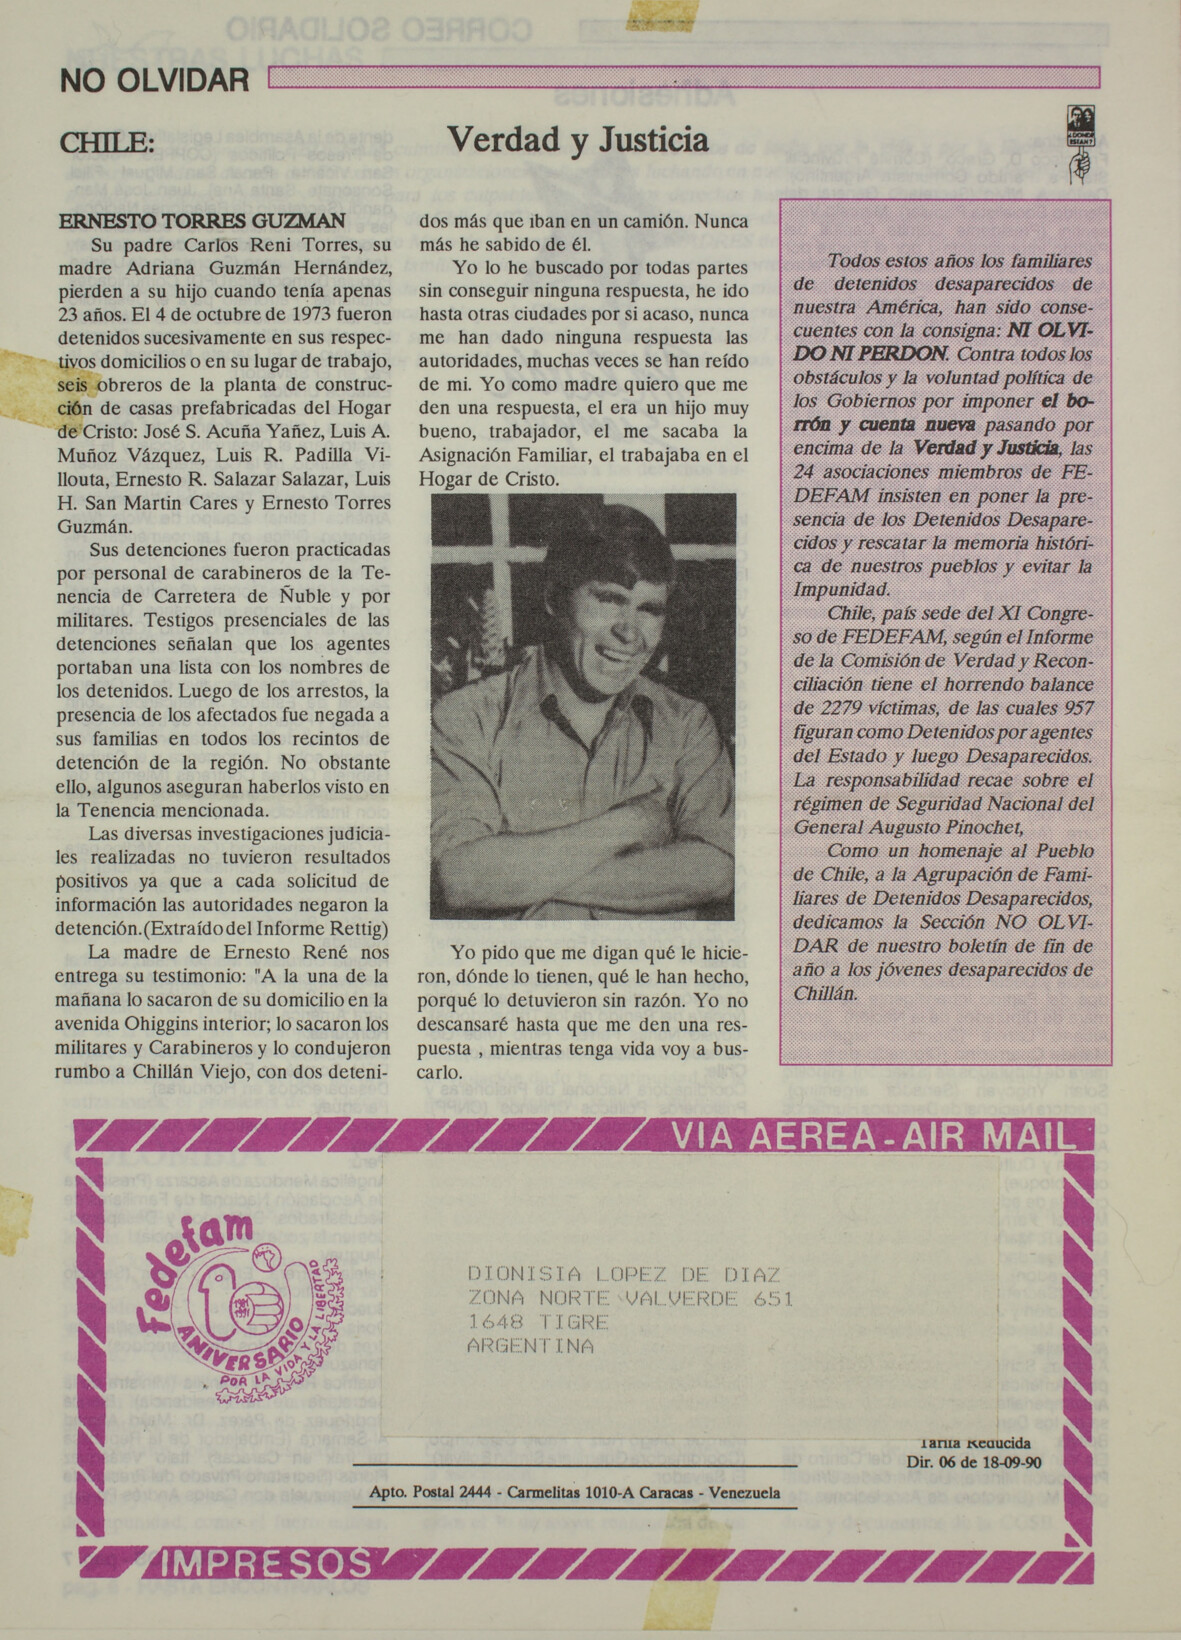 NO OLVIDAR
CHILE:
Verdad y Justicia
¿DONDE
ESTAN?
ERNESTO TORRES GUZMAN
Su padre Carlos Reni Torres, su
madre Adriana Guzmán Hernández,
pierden a su hijo cuando tenía apenas
23 años. El 4 de octubre de 1973 fueron
detenidos sucesivamente en sus respec-
tivos domicilios o en su lugar de trabajo,
seis obreros de la planta de construc-
ción de casas prefabricadas del Hogar
de Cristo: José S. Acuña Yañez, Luis A.
Muñoz Vázquez, Luis R. Padilla Vi-
llouta, Ernesto R. Salazar Salazar, Luis
H. San Martin Cares y Ernesto Torres
Guzmán.
Sus detenciones fueron practicadas
por personal de carabineros de la Te-
nencia de Carretera de Ñuble y por
militares. Testigos presenciales de las
detenciones señalan que los agentes
portaban una lista con los nombres de
los detenidos. Luego de los arrestos, la
presencia de los afectados fue negada a
sus familias en todos los recintos de
detención de la región. No obstante
ello, algunos aseguran haberlos visto en
la Tenencia mencionada.
Las diversas investigaciones judicia-
les realizadas no tuvieron resultados
positivos ya que a cada solicitud de
información las autoridades negaron la
detención.(Extraído del Informe Rettig)
La madre de Ernesto René nos
entrega su testimonio: "A la una de la
mañana lo sacaron de su domicilio en la
avenida Ohiggins interior; lo sacaron los
militares y Carabineros y lo condujeron
rumbo a Chillán Viejo, con dos deteni-
dos más que iban en un camión. Nunca
más he sabido de él.
Yo lo he buscado por todas partes
sin conseguir ninguna respuesta, he ido
hasta otras ciudades por si acaso, nunca
me han dado ninguna respuesta las
autoridades, muchas veces se han reído
de mi. Yo como madre quiero que me
den una respuesta, el era un hijo muy
bueno, trabajador, el me sacaba la
Asignación Familiar, el trabajaba en el
Hogar de Cristo.
Yo pido que me digan qué le hicie-
ron, dónde lo tienen, qué le han hecho,
porqué lo detuvieron sin razón. Yo no
descansaré hasta que me den una res-
puesta , mientras tenga vida voy a bus-
carlo.
Todos estos años los familiares
de detenidos desaparecidos de
nuestra América, han sido conse-
cuentes con la consigna: NI OLVI-
DO NI PERDON. Contra todos los
obstáculos y la voluntad política de
los Gobiernos por imponer el bo-
rrón y cuenta nueva pasando por
encima de la Verdad y Justicia, las
24 asociaciones miembros de FE-
DEFAM insisten en poner la pre-
sencia de los Detenidos Desapare-
cidos y rescatar la memoria históri-
ca de nuestros pueblos y evitar la
Impunidad.
Chile, país sede del XI Congre-
so de FEDEFAM, según el Informe
de la Comisión de Verdad y Recon-
ciliación tiene el horrendo balance
de 2279 víctimas, de las cuales 957
figuran como Detenidos por agentes
del Estado y luego Desaparecidos.
La responsabilidad recae sobre el
régimen de Seguridad Nacional del
General Augusto Pinochet,
Como un homenaje al Pueblo
de Chile, a la Agrupación de Fami-
liares de Detenidos Desaparecidos,
dedicamos la Sección NO OLVI-
DAR de nuestro boletín de fin de
año a los jóvenes desaparecidos de
Chillán.
VIA AEREA - AIR MAIL
Fedefam
ANIVERSARIO
POR LA VIDA Y LA LIBERTAD
DIONISIA LOPEZ DE DIAZ
ZONA NORTE VALVERDE 651
1648 TIGRE
ARGENTINA
Tarifa Reducida
Dir. 06 de 18-09-90
Apto. Postal 2444 - Carmelitas 1010-A Caracas - Venezuela
IMPRESOS